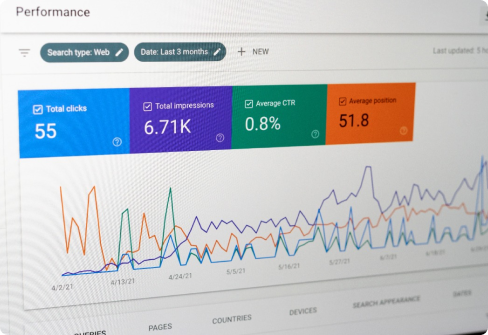 Performance
Search type: Web
Date: Last 3 months
+ NEW
Last updated: 5
Total clicks
55
Total impressions
6.71K
Average CTR
0.8%
Average position
51.8
4/2/21
4/13/21
4/24/21
5/5/21
5/16/21
5/27/21
6/7/21
6/18/21
QUERIES
PAGES
COUNTRIES
DEVICES
SEARCH APPEARANCE
DATES